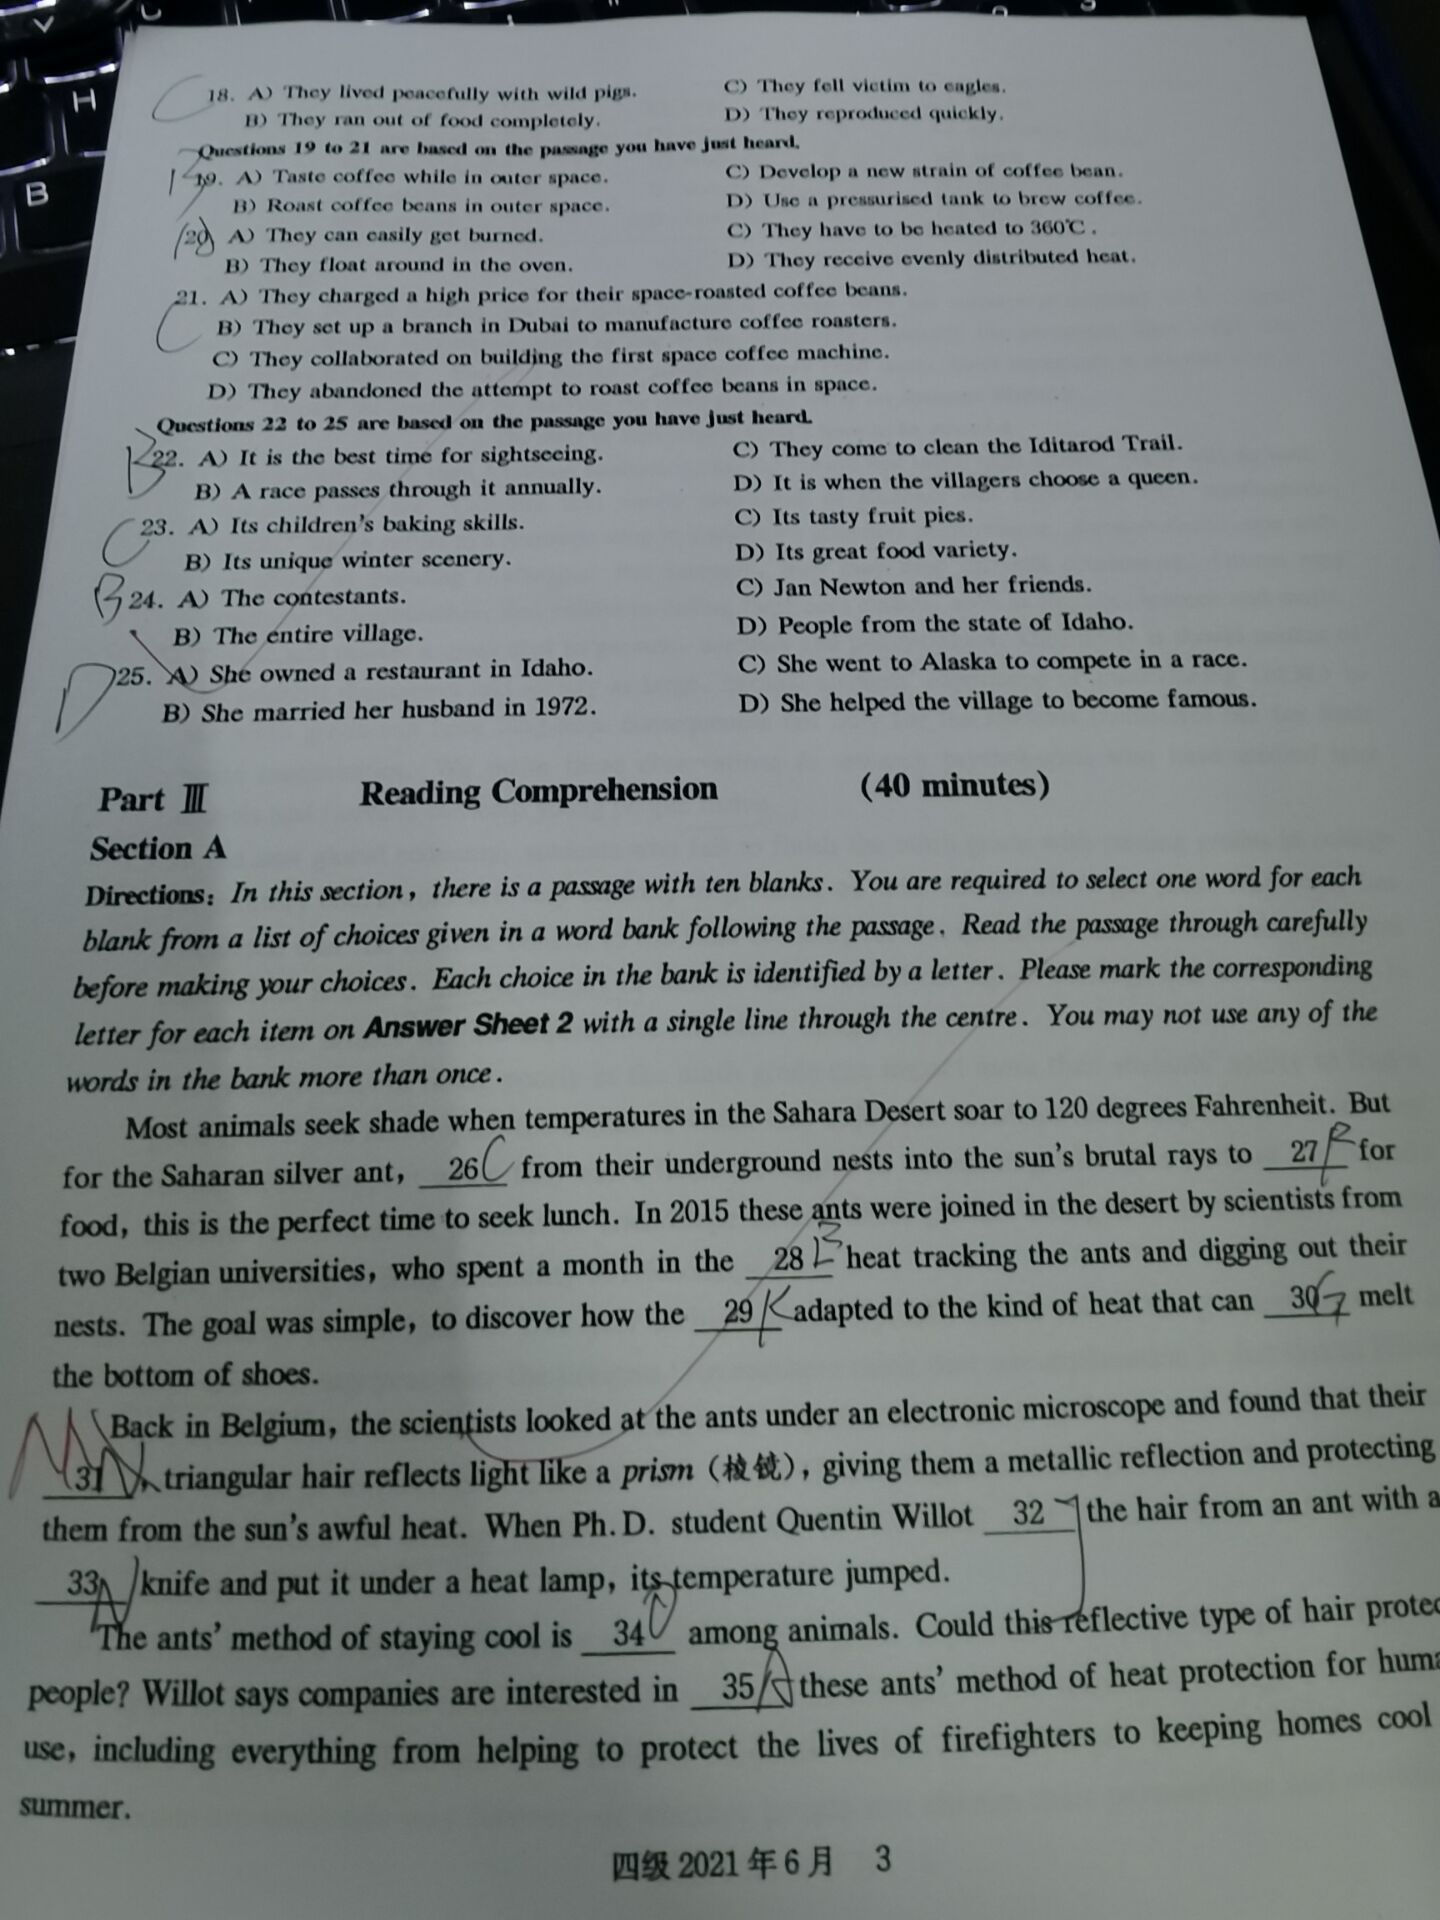 18. A) They lived peacefully with wild pigs. C) They fell victim to eagles.
B) They ran out of food completely. D) They reproduced quickly.
Questions 19 to 21 are based on the passage you have just heard.
19. A) Taste coffee while in outer space. C) Develop a new strain of coffee bean.
B) Roast coffee beans in outer space. D) Use a pressurised tank to brew coffee.
20. A) They can easily get burned. C) They have to be heated to 360℃.
B) They float around in the oven. D) They receive evenly distributed heat.
21. A) They charged a high price for their space-roasted coffee beans.
B) They set up a branch in Dubai to manufacture coffee roasters.
C) They collaborated on building the first space coffee machine.
D) They abandoned the attempt to roast coffee beans in space.
Questions 22 to 25 are based on the passage you have just heard.
22. A) It is the best time for sightseeing. C) They come to clean the Iditarod Trail.
B) A race passes through it annually. D) It is when the villagers choose a queen.
23. A) Its children's baking skills. C) Its tasty fruit pies.
B) Its unique winter scenery. D) Its great food variety.
24. A) The contestants. C) Jan Newton and her friends.
B) The entire village. D) People from the state of Idaho.
25. A) She owned a restaurant in Idaho. C) She went to Alaska to compete in a race.
B) She married her husband in 1972. D) She helped the village to become famous.
Part Ⅲ Reading Comprehension (40 minutes)
Section A
Directions: In this section, there is a passage with ten blanks. You are required to select one word for each
blank from a list of choices given in a word bank following the passage. Read the passage through carefully
before making your choices. Each choice in the bank is identified by a letter. Please mark the corresponding
letter for each item on Answer Sheet 2 with a single line through the centre. You may not use any of the
words in the bank more than once.
Most animals seek shade when temperatures in the Sahara Desert soar to 120 degrees Fahrenheit. But
for the Saharan silver ant, 26 C from their underground nests into the sun's brutal rays to 27 for
food, this is the perfect time to seek lunch. In 2015 these ants were joined in the desert by scientists from
two Belgian universities, who spent a month in the 28 heat tracking the ants and digging out their
nests. The goal was simple, to discover how the 29 K adapted to the kind of heat that can 30 G melt
the bottom of shoes.
Back in Belgium, the scientists looked at the ants under an electronic microscope and found that their
31 triangular hair reflects light like a prism (棱镜), giving them a metallic reflection and protecting
them from the sun's awful heat. When Ph.D. student Quentin Willot 32 the hair from an ant with a
33 knife and put it under a heat lamp, its temperature jumped.
The ants' method of staying cool is 34 among animals. Could this reflective type of hair protec
people? Willot says companies are interested in 35 these ants' method of heat protection for huma
use, including everything from helping to protect the lives of firefighters to keeping homes cool
summer.
四级 2021 年 6 月 3